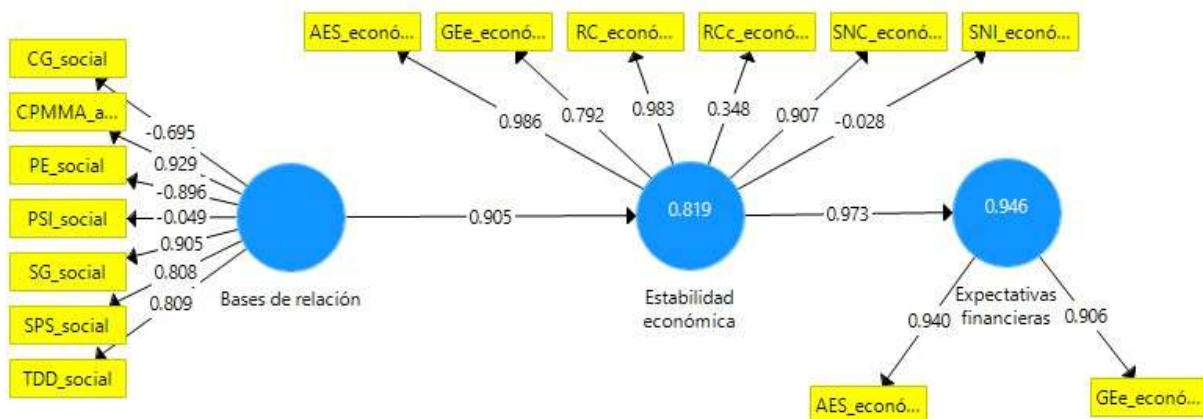 AES_econó...
GEe_econó...
RC_econó...
RCc_econó...
SNC_econó...
SNI_econó...
CG_social
CPMMA_a...
PE_social
PSI_social
SG_social
SPS_social
TDD_social
-0.695
0.929
-0.896
-0.049
0.905
0.808
0.809
0.986
0.792
0.983
0.348
0.907
-0.028
0.905
0.819
0.973
0.946
Bases de relación
Estabilidad
económica
Expectativas
financieras
0.940
0.906
AES_econó...
GEe_econó...